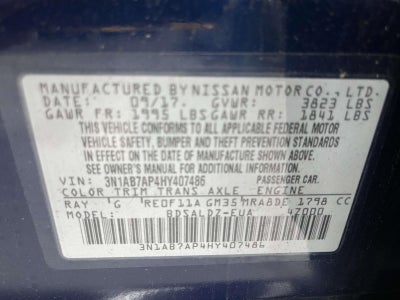 MANUFACTURED BY NISSAN MOTOR CO., LTD.
DATE: 09/17 GVWR: 3823 LBS
GAWR FR: 1995 LBS GAWR RR: 1841 LBS
THIS VEHICLE CONFORMS TO ALL APPLICABLE FEDERAL MOTOR
VEHICLE SAFETY, BUMPER, AND THEFT PREVENTION STANDARDS
IN EFFECT ON THE DATE OF MANUFACTURE SHOWN ABOVE.
SEE OWNER'S MANUAL FOR ADDITIONAL INFORMATION
VIN: 3N1AB7AP4HY407486 PASSENGER CAR
COLOR TRIM TRANS AXLE ENGINE
RAY 'G RE0F11A GM35 MRA8DE 1798 CC
BDSALDZ-EUA 4Z000
3N1AB7AP4HY407486